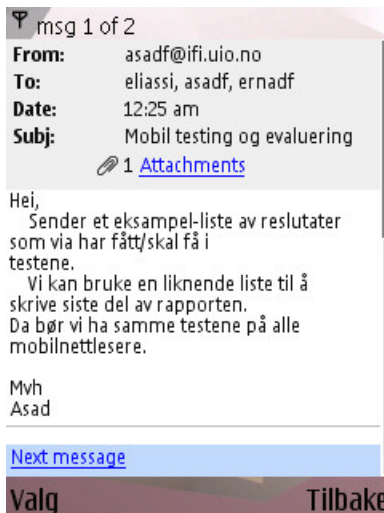 msg 1 of 2
From: asadf@ifi.uio.no
To: eliassi, asadf, ernadf
Date: 12:25 am
Subj: Mobil testing og evaluering
1 Attachments
Hei,
Sender et eksampel-liste av reslutater
som via har fått/skal få i
testene.
Vi kan bruke en liknende liste til å
skrive siste del av rapporten.
Da bør vi ha samme testene på alle
mobilnettlesere.
Mvh
Asad
Next message
Valg Tilbake